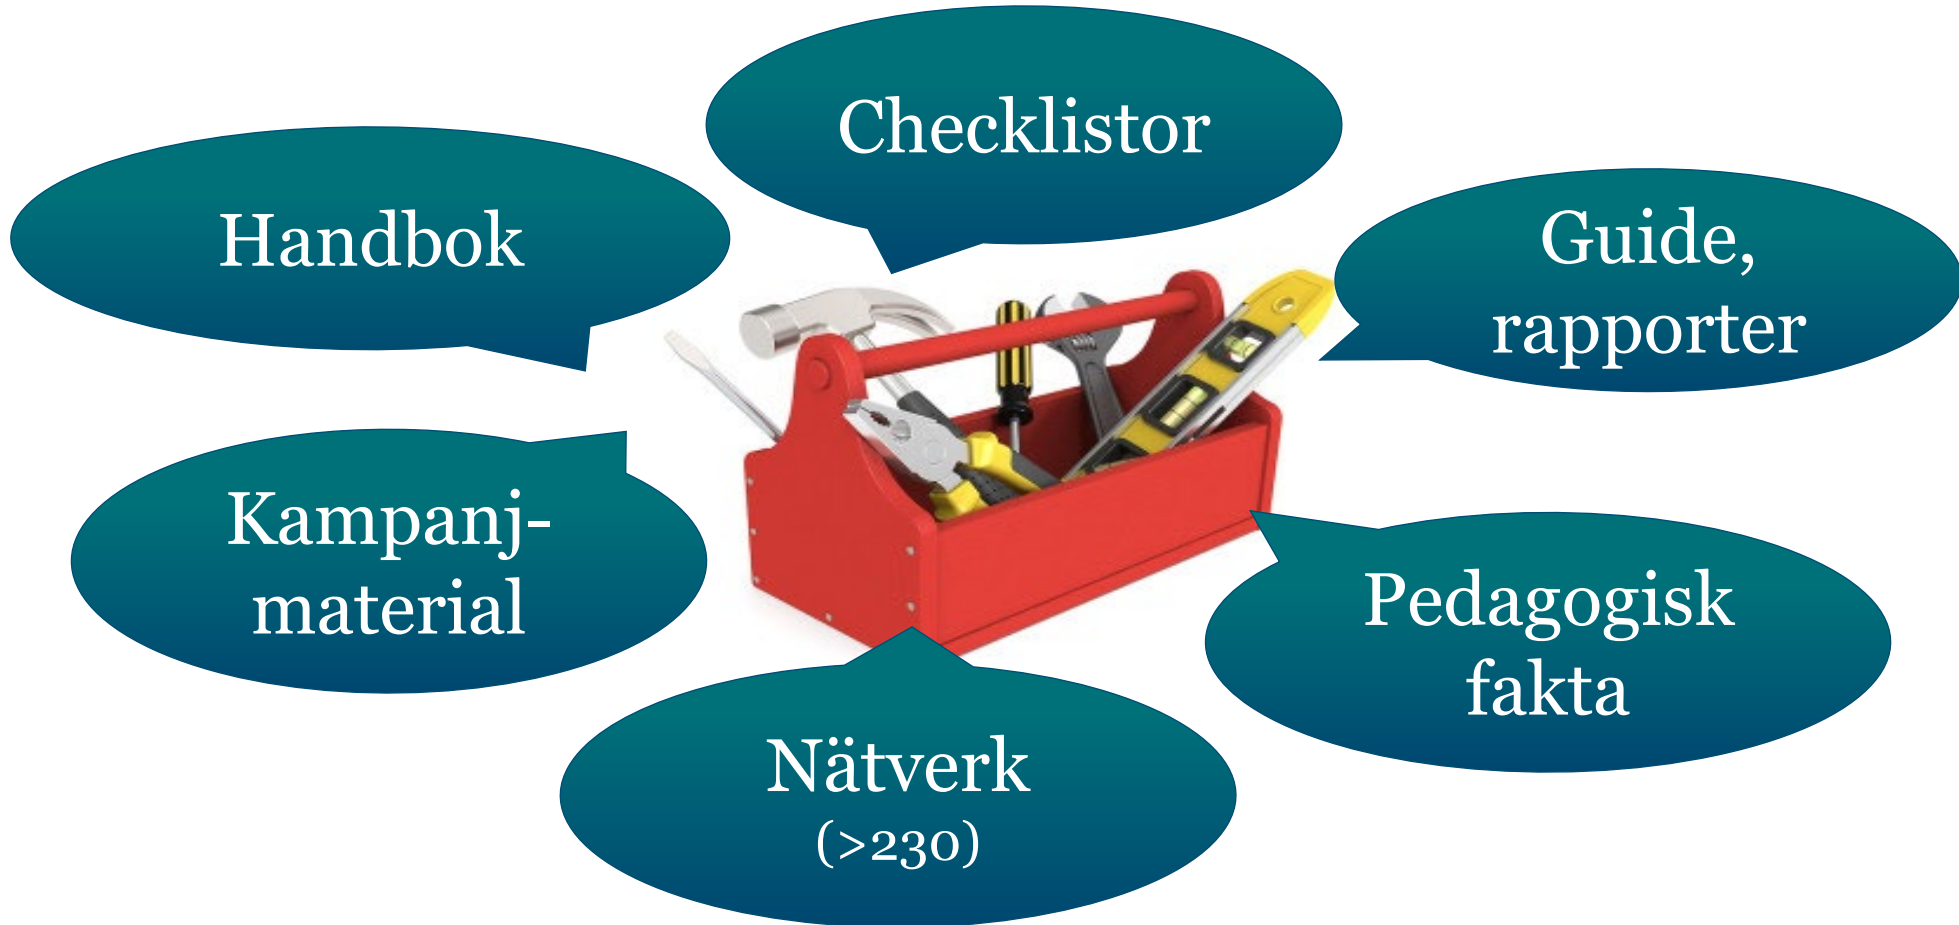 Checklistor
Handbok
Guide,
rapporter
Kampanj-
material
Pedagogisk
fakta
Nätverk
(>230)